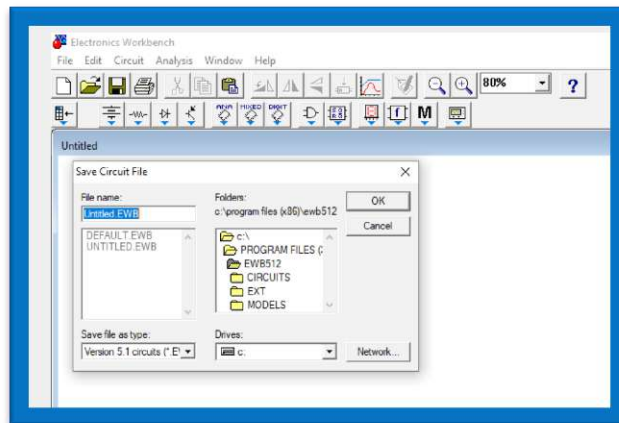 Electronics Workbench
File Edit Circuit Analysis Window Help
80%
?
ANA MIXED DIGIT
M
Untitled
Save Circuit File
File name:
Untitled.EWB
DEFAULT.EWB
UNTITLED.EWB
Folders:
c:\program files (x86)\ewb512
c:\
PROGRAM FILES (
EWB512
CIRCUITS
EXT
MODELS
OK
Cancel
Save file as type:
Version 5.1 circuits (*.E
Drives:
c:
Network...